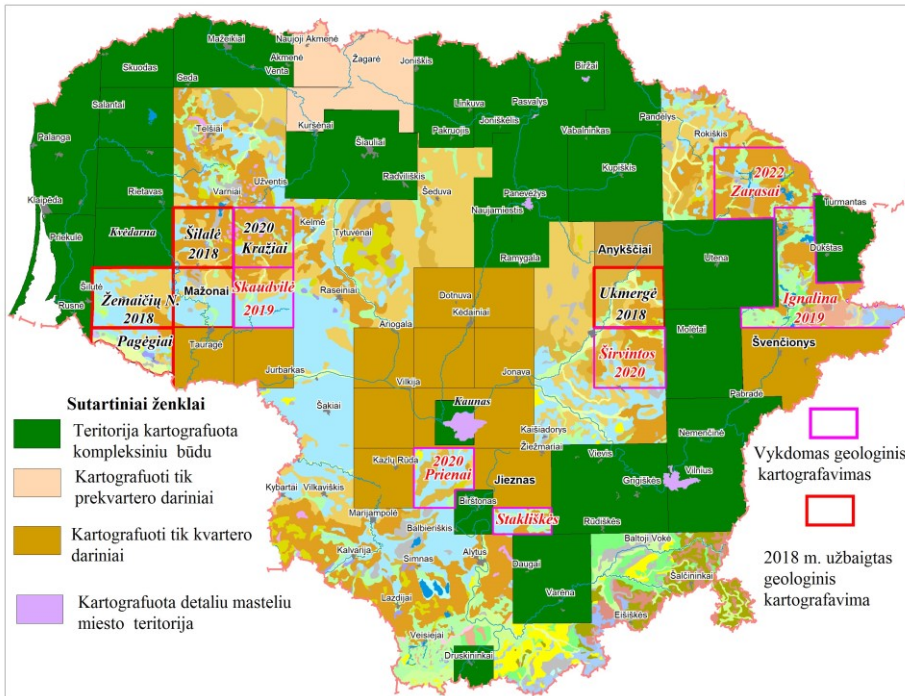 Mažeikiai
Naujoji Akmenė
Skuodas
Akmenė
Venta
Žagarė
Joniškis
Seda
Biržai
Salantai
Linkuva
Pasvalys
Joniškėlis
Pandėlys
Palanga
Telšiai
Kuršėnai
Šiauliai
Pakruojis
Vabalninkas
Rokiškis
Radviliškis
Kupiškis
2022
Zarasai
Klaipėda
Rietavas
Varniai
Užventis
Šeduva
Panevėžys
Naujamiestis
Turmantas
Priekulė
Kvėdarna
Šilalė
2018
2020
Kražiai
Kelmė
Tytuvėnai
Ramygala
Anykščiai
Utena
Dūkštas
Šilutė
Rusnė
Žemaičių N.
2018
Mažonai
Skaudvilė
2019
Raseiniai
Dotnuva
Kėdainiai
Ukmergė
2018
Ignalina
2019
Pagėgiai
Tauragė
Ariogala
Širvintos
2020
Molėtai
Švenčionys
Jurbarkas
Vilkija
Jonava
Pabradė
Šakiai
Kaunas
Kaišiadorys
Žiežmariai
Nemenčinė
Kazlų Rūda
2020
Prienai
Jieznas
Vievis
Grigiškės
Vilnius
Kybartai
Vilkaviškis
Birštonas
Stakliškės
Rūdiškės
Marijampolė
Balbieriškis
Kalvarija
Simnas
Alytus
Daugai
Baltoji Vokė
Šalčininkai
Lazdijai
Varėna
Eišiškės
Veisiejai
Druskininkai
Sutartiniai ženklai
Teritorija kartografuota
kompleksiniu būdu
Kartografuoti tik
prekvartero dariniai
Kartografuoti tik kvartero
dariniai
Kartografuota detaliu masteliu
miesto teritorija
Vykdomas geologinis
kartografavimas
2018 m. užbaigtas
geologinis
kartografavima